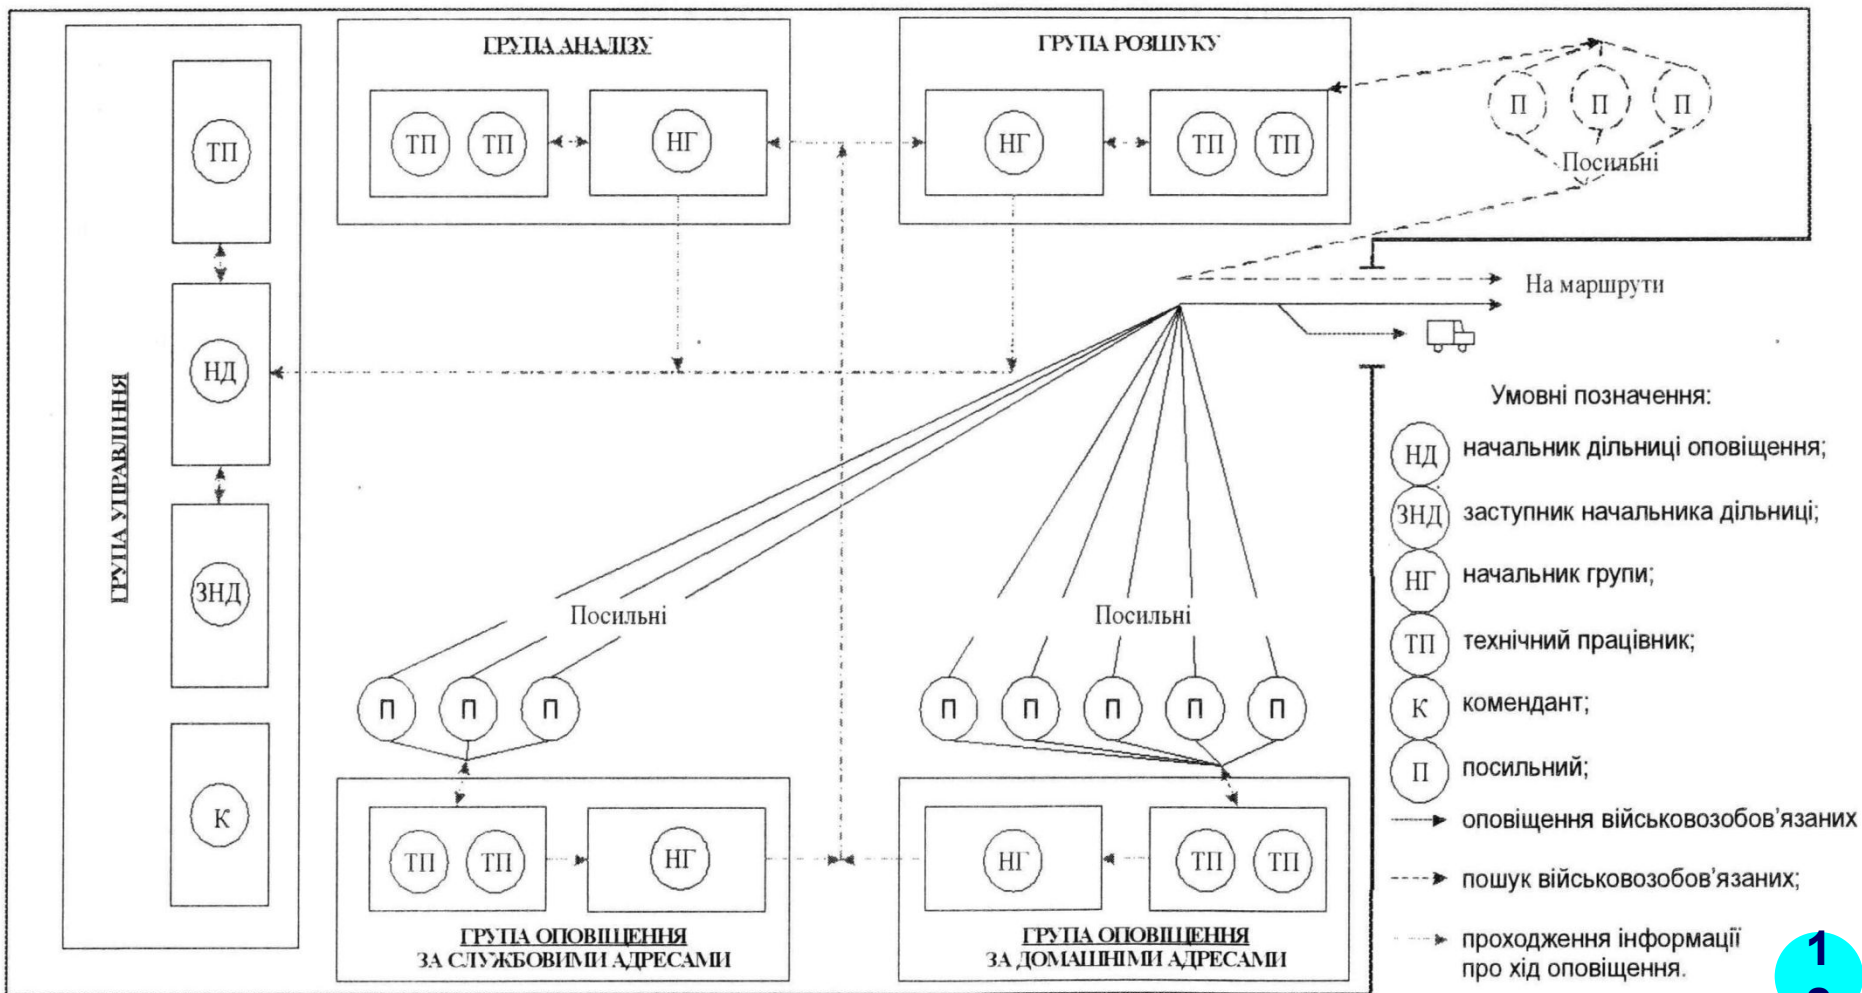 ГРУПА АНАЛІЗУ
ГРУПА РОЗШУКУ
ТП
ТП
ТП
НГ
НГ
ТП
ТП
П
П
П
Посильні
ГРУПА УПРАВЛІННЯ
НД
ЗНД
К
На маршрути
Посильні
П
П
П
Посильні
П
П
П
П
П
ТП
ТП
НГ
НГ
ТП
ТП
ГРУПА ОПОВІЩЕННЯ
ЗА СЛУЖБОВИМИ АДРЕСАМИ
ГРУПА ОПОВІЩЕННЯ
ЗА ДОМАШНІМИ АДРЕСАМИ
Умовні позначення:
НД начальник дільниці оповіщення;
ЗНД заступник начальника дільниці;
НГ начальник групи;
ТП технічний працівник;
К комендант;
П посильний;
оповіщення військовозобов'язаних
пошук військовозобов'язаних;
проходження інформації
про хід оповіщення.
1